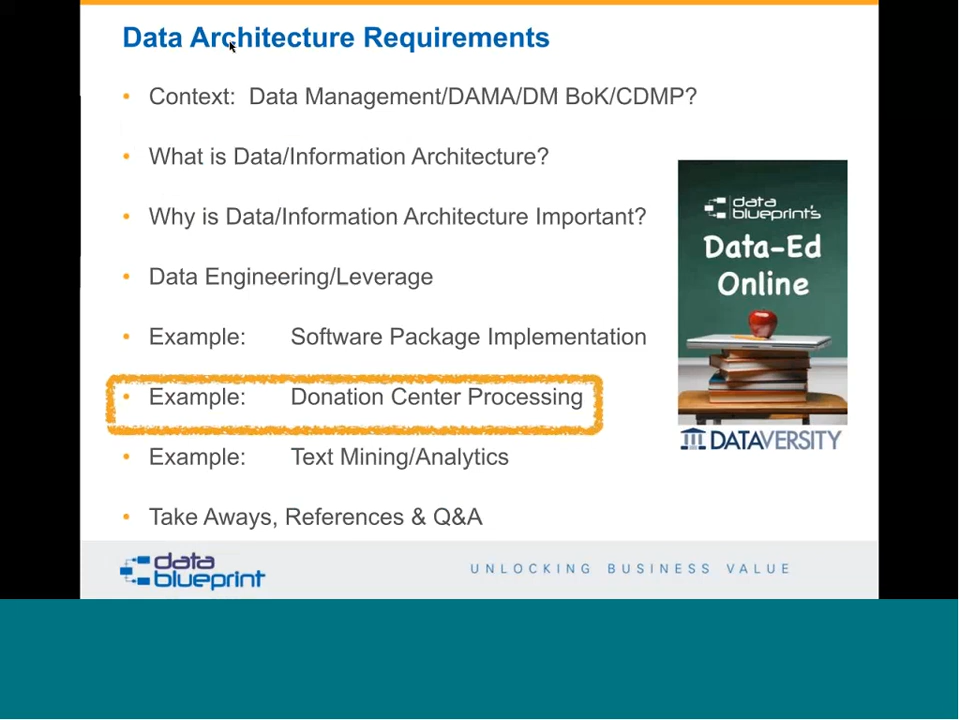 Data Architecture Requirements
• Context: Data Management/DAMA/DM BoK/CDMP?
• What is Data/Information Architecture?
• Why is Data/Information Architecture Important?
• Data Engineering/Leverage
• Example: Software Package Implementation
• Example: Donation Center Processing
• Example: Text Mining/Analytics
• Take Aways, References & Q&A
data
blueprint's
Data-Ed
Online
DATAVERSITY
data
blueprint
UNLOCKING BUSINESS VALUE